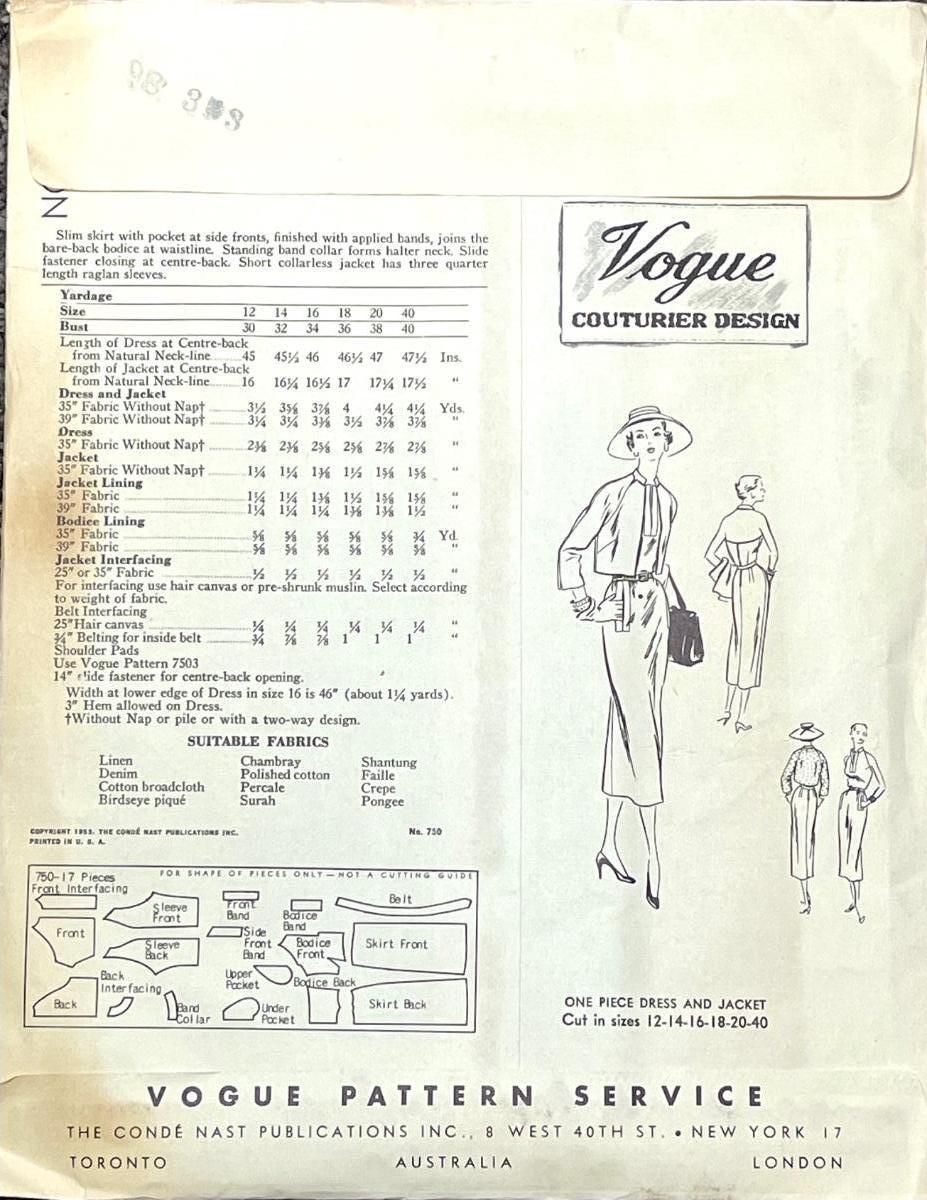 98 3
Slim skirt with pocket at side fronts, finished with applied bands, joins the
bare-back bodice at waistline. Standing band collar forms halter neck. Slide
fastener closing at centre-back. Short collarless jacket has three quarter
length raglan sleeves.
Yardage
Size 12 14 16 18 20 40
Bust 30 32 34 36 38 40
Length of Dress at Centre-back
from Natural Neck-line 45 45½ 46 46½ 47 47½ Ins.
Length of Jacket at Centre-back
from Natural Neck-line 16 16¼ 16½ 17 17¼ 17½ "
Dress and Jacket
35" Fabric Without Nap† 3½ 3⅝ 3⅞ 4 4¼ 4¼ Yds.
39" Fabric Without Nap† 3¼ 3¼ 3⅜ 3½ 3⅞ 3⅞ "
Dress
35" Fabric Without Nap† 2⅜ 2⅜ 2⅝ 2⅝ 2⅞ 2⅞ "
Jacket
35" Fabric Without Nap† 1¼ 1¼ 1⅜ 1½ 1⅝ 1⅝ "
Jacket Lining
35" Fabric 1¼ 1¼ 1⅜ 1½ 1⅝ 1⅝ "
39" Fabric 1¼ 1¼ 1¼ 1⅜ 1⅜ 1½ "
Bodice Lining
35" Fabric ⅝ ⅝ ⅝ ⅝ ⅝ ¾ Yd.
39" Fabric ⅝ ⅝ ⅝ ⅝ ⅝ ⅝ "
Jacket Interfacing
25" or 35" Fabric ½ ½ ½ ½ ½ ½ "
For interfacing use hair canvas or pre-shrunk muslin. Select according
to weight of fabric.
Belt Interfacing
25"Hair canvas ¼ ¼ ¼ ¼ ¼ ¼ "
¾" Belting for inside belt ¾ ⅞ ⅞ 1 1 1 "
Shoulder Pads
Use Vogue Pattern 7503
14" slide fastener for centre-back opening.
Width at lower edge of Dress in size 16 is 46" (about 1¼ yards).
3" Hem allowed on Dress.
†Without Nap or pile or with a two-way design.
SUITABLE FABRICS
Linen Chambray Shantung
Denim Polished cotton Faille
Cotton broadcloth Percale Crepe
Birdseye piqué Surah Pongee
COPYRIGHT 1953. THE CONDÉ NAST PUBLICATIONS INC. No. 750
PRINTED IN U. S. A.
750-17 Pieces FOR SHAPE OF PIECES ONLY—NOT A CUTTING GUIDE
Front Interfacing
Front
Sleeve Front
Front Band
Bodice Band
Belt
Sleeve Back
Side Front Band
Bodice Front
Skirt Front
Back
Back Interfacing
Band Collar
Upper Pocket
Under Pocket
Bodice Back
Skirt Back
Vogue
COUTURIER DESIGN
ONE PIECE DRESS AND JACKET
Cut in sizes 12-14-16-18-20-40
VOGUE PATTERN SERVICE
THE CONDÉ NAST PUBLICATIONS INC., 8 WEST 40TH ST. • NEW YORK 17
TORONTO AUSTRALIA LONDON